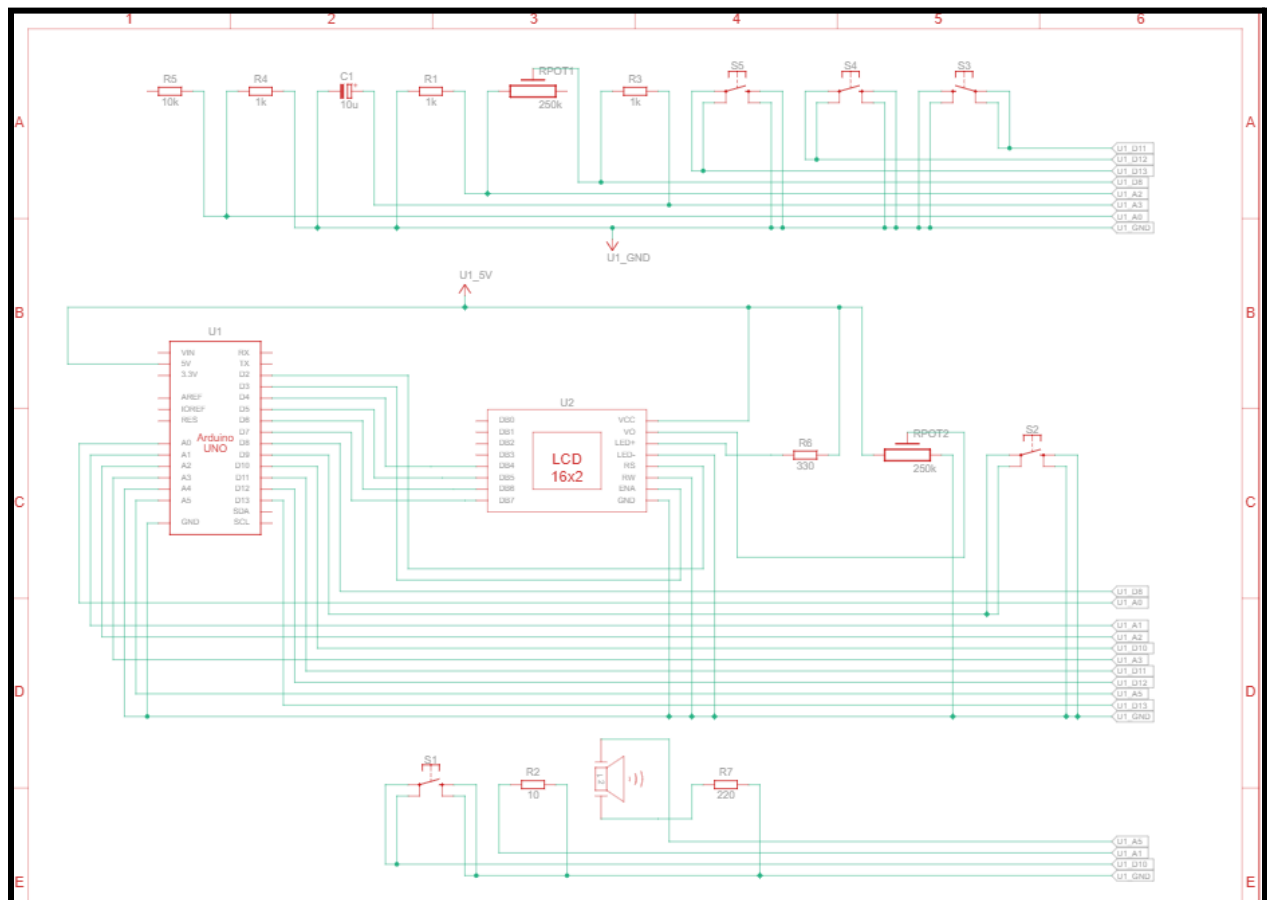 1 2 3 4 5 6
R5 R4 C1 R1 RPOT1 R3 S5 S4 S3
10k 1k 10u 1k 250k 1k
A A
U1_D11
U1_D12
U1_D13
U1_D8
U1_A2
U1_A3
U1_A0
U1_GND
U1_GND
U1_5V
B B
U1
VIN RX
5V TX
3.3V D2
D3
AREF D4
IOREF D5
RES D6
D7
A0 D8
A1 D9
A2 D10
A3 D11
A4 D12
A5 D13
SDA
GND SCL
Arduino
UNO
U2
DB0 VCC
DB1 VO
DB2 LED+
DB3 LED-
DB4 RS
DB5 RW
DB6 ENA
DB7 GND
LCD
16x2
R6
330
RPOT2
250k
S2
C C
U1_D8
U1_A0
U1_A1
U1_A2
U1_D10
U1_A3
U1_D11
U1_D12
U1_A5
U1_D13
U1_GND
D D
S1 R2 R7
10 220
U1_A5
U1_A1
U1_D10
U1_GND
E E